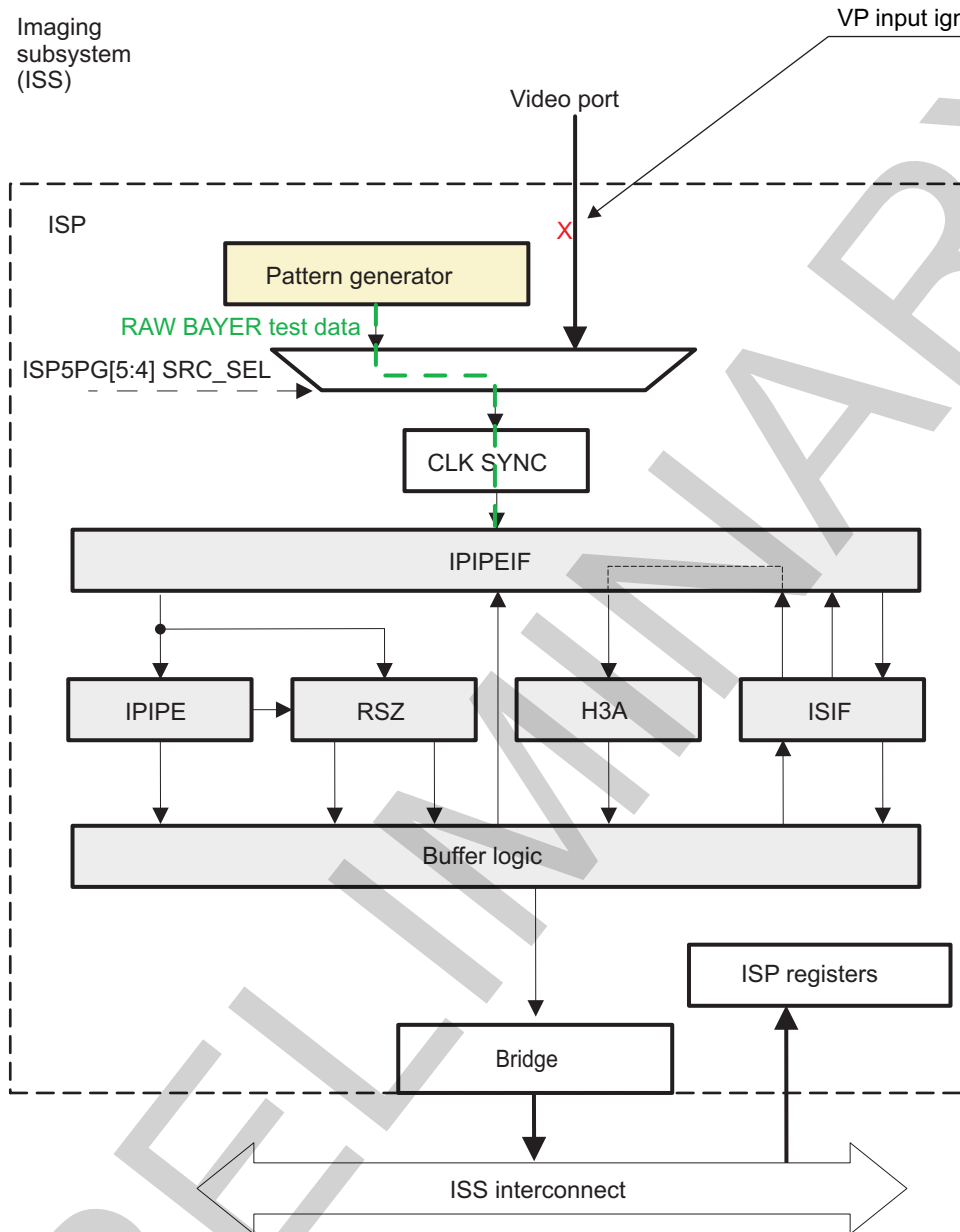 Imaging
subsystem
(ISS)
VP input
Video port
ISP
X
Pattern generator
RAW BAYER test data
ISP5PG[5:4] SRC_SEL
CLK SYNC
IPIPEIF
IPIPE
RSZ
H3A
ISIF
Buffer logic
ISP registers
Bridge
ISS interconnect